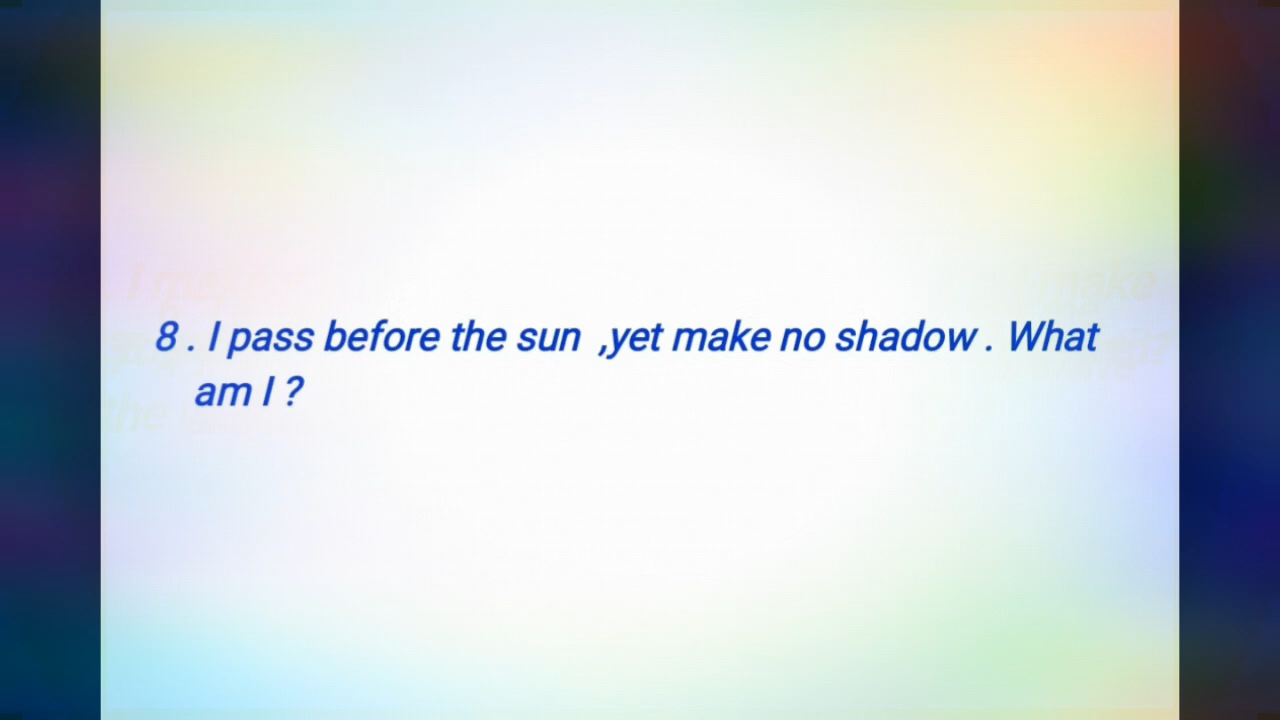 8 . I pass before the sun ,yet make no shadow . What
am I ?